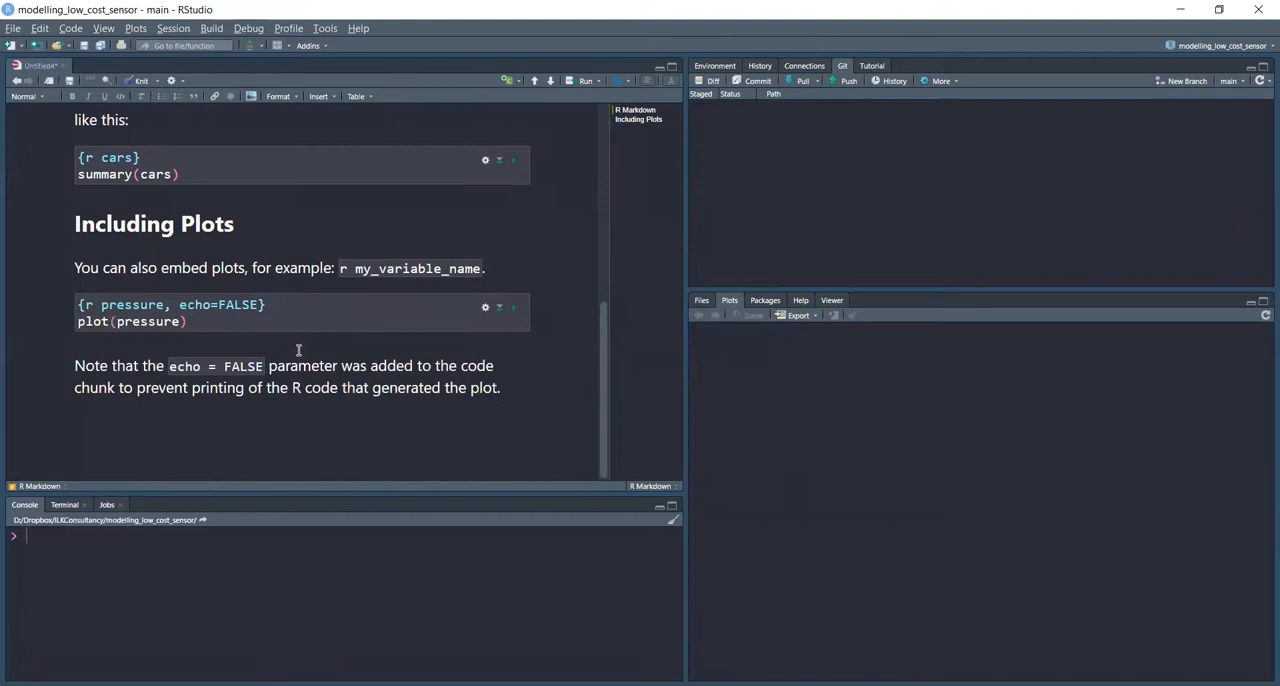 modelling_low_cost_sensor - main - RStudio
File Edit Code View Plots Session Build Debug Profile Tools Help
Go to file/function Addins modelling_low_cost_sensor
Untitled4*
Knit Run
Normal B I U Format Insert Table
like this:
{r cars}
summary(cars)
Including Plots
You can also embed plots, for example: r my_variable_name.
{r pressure, echo=FALSE}
plot(pressure)
Note that the echo = FALSE parameter was added to the code
chunk to prevent printing of the R code that generated the plot.
R Markdown
Including Plots
R Markdown R Markdown
Console Terminal Jobs
D:/Dropbox/ILKConsultancy/modelling_low_cost_sensor/
>
Environment History Connections Git Tutorial
Diff Commit Pull Push History More New Branch main
Staged Status Path
Files Plots Packages Help Viewer
Zoom Export